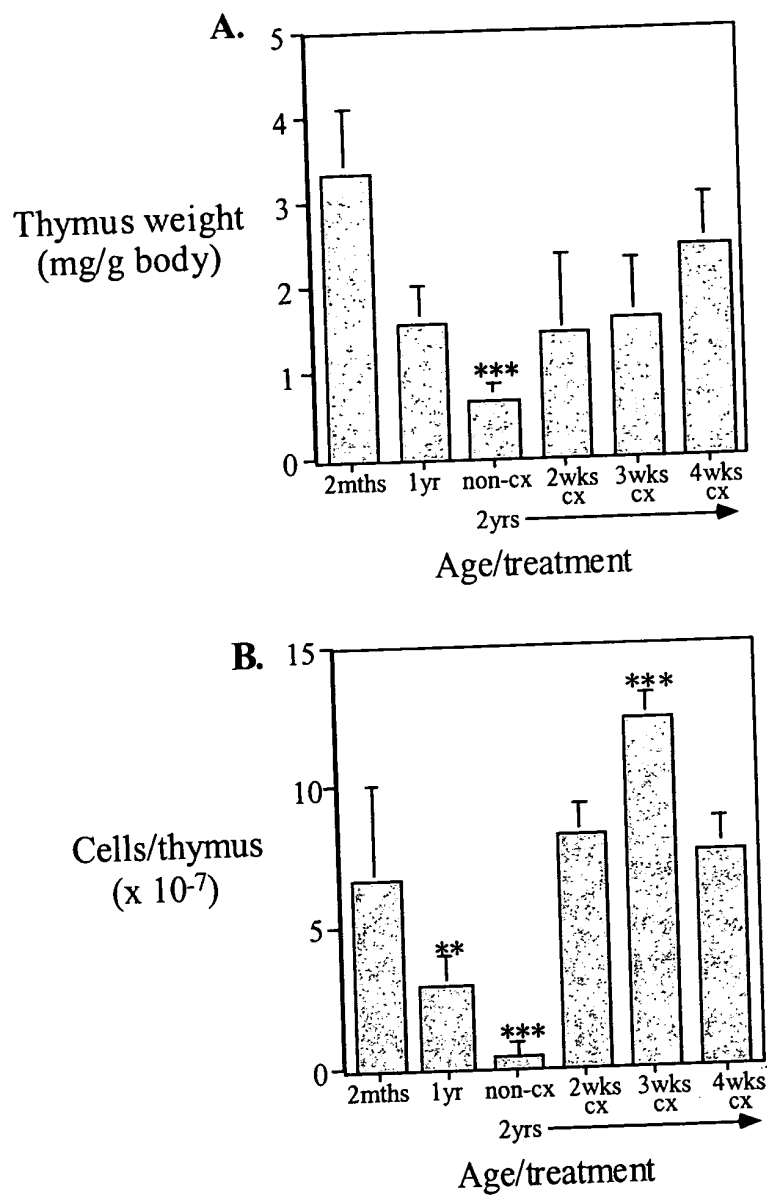 A.
5
4
3
2
1
0
Thymus weight
(mg/g body)
***
2mths 1yr non-cx 2wks cx 3wks cx 4wks cx
2yrs
Age/treatment
B.
15
10
5
0
Cells/thymus
(x 10-7)
**
***
***
2mths 1yr non-cx 2wks cx 3wks cx 4wks cx
2yrs
Age/treatment